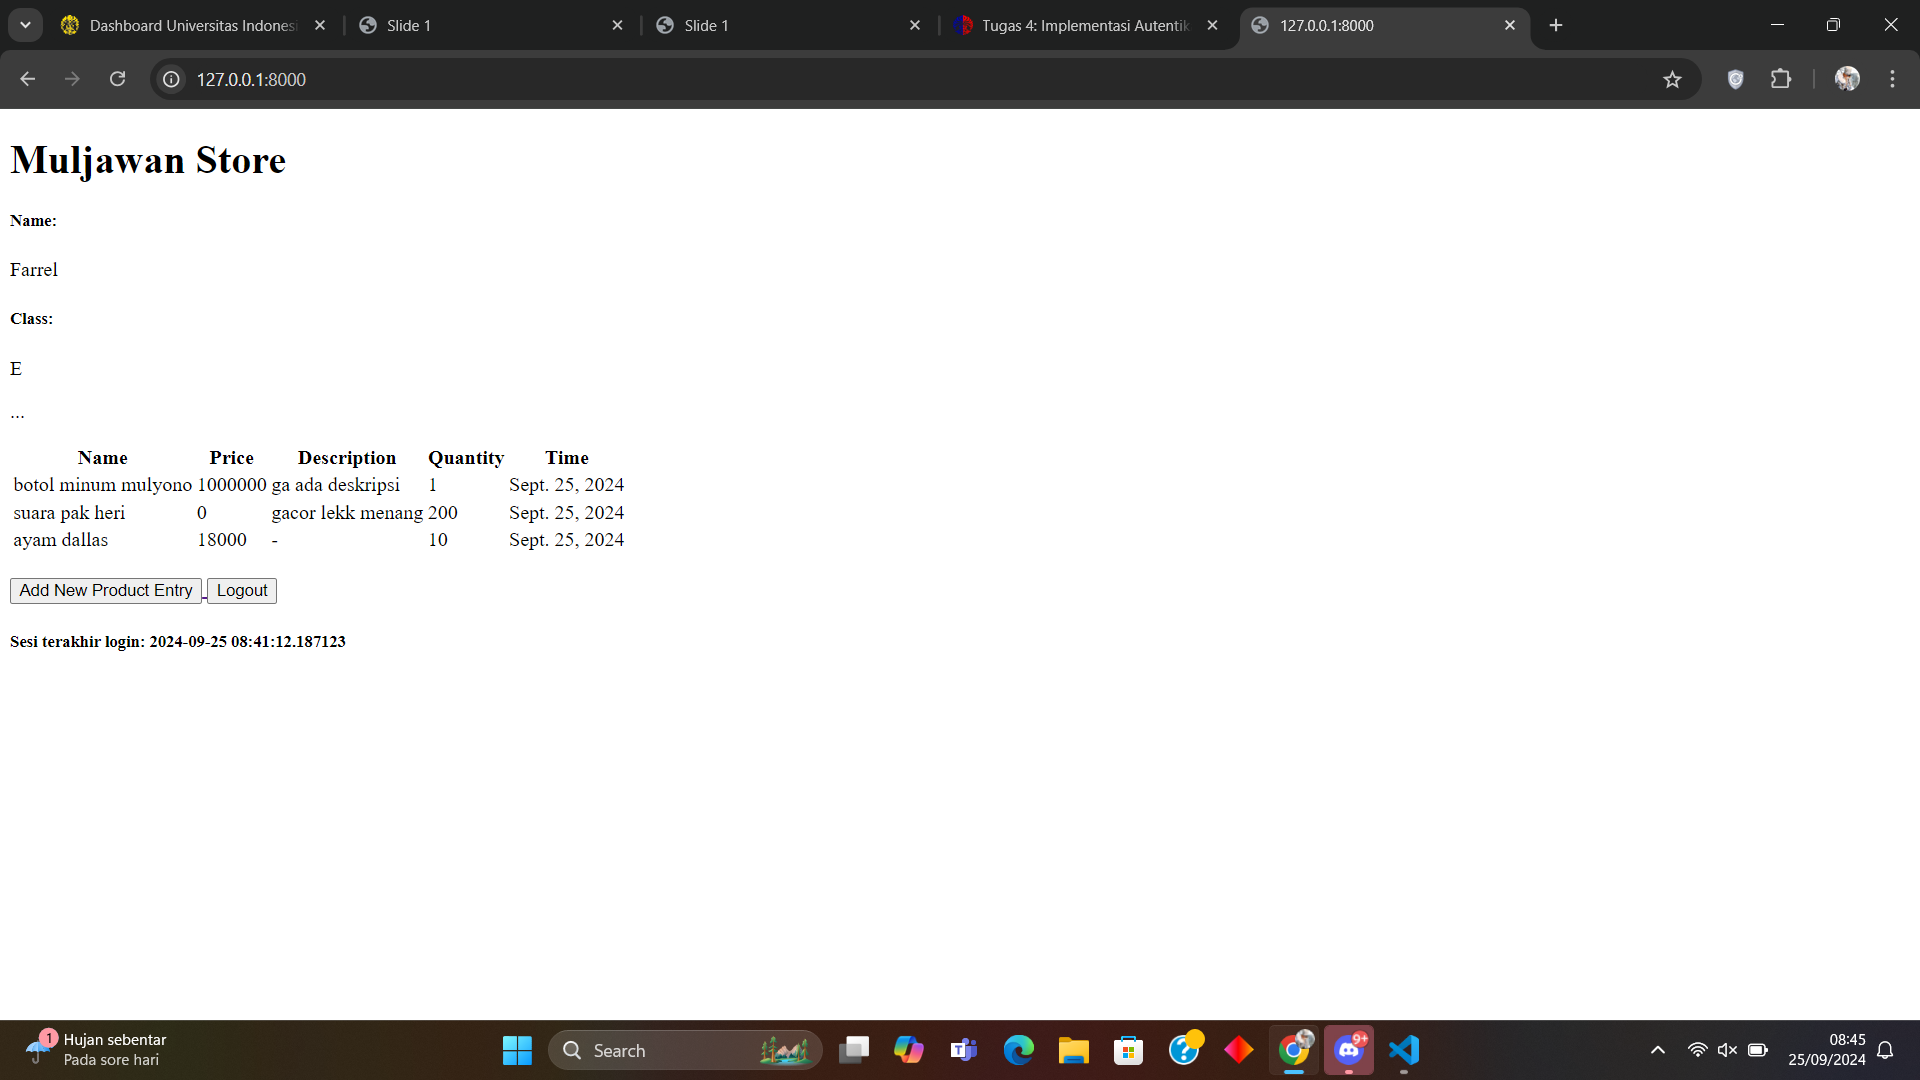 Dashboard Universitas Indonesi
Slide 1
Slide 1
Tugas 4: Implementasi Autentik
127.0.0.1:8000
127.0.0.1:8000
Muljawan Store
Name:
Farrel
Class:
E
...
Name Price Description Quantity Time
botol minum mulyono 1000000 ga ada deskripsi 1 Sept. 25, 2024
suara pak heri 0 gacor lekk menang 200 Sept. 25, 2024
ayam dallas 18000 - 10 Sept. 25, 2024
Add New Product Entry Logout
Sesi terakhir login: 2024-09-25 08:41:12.187123
1
Hujan sebentar
Pada sore hari
Search
9+
08:45
25/09/2024